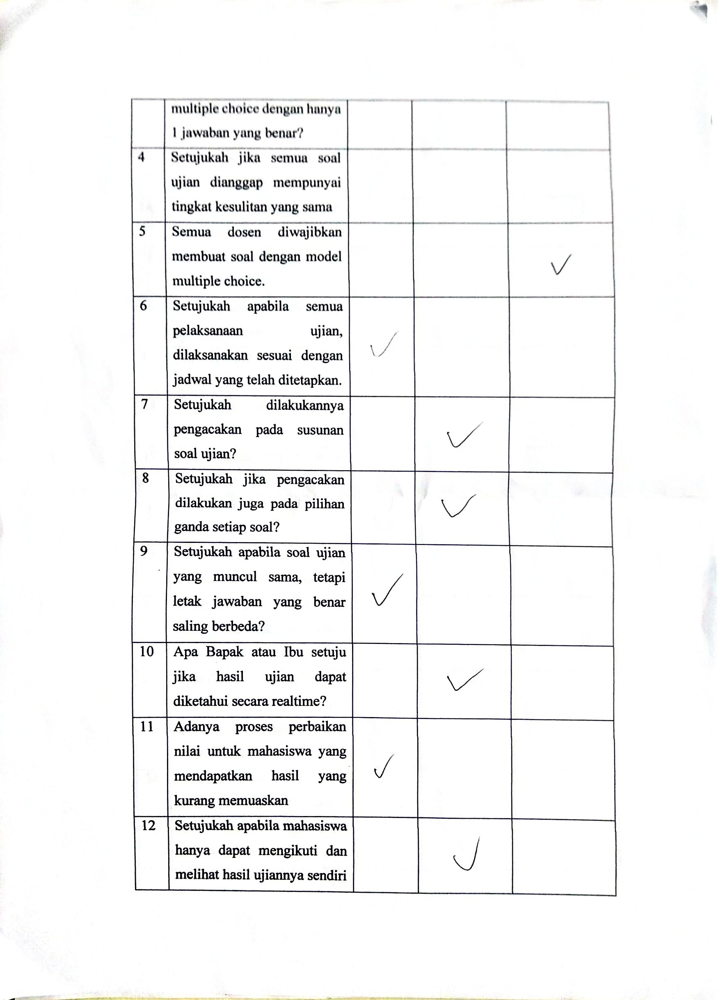 multiple choice dengan hanya
1 jawaban yang benar?
4 Setujukah jika semua soal
ujian dianggap mempunyai
tingkat kesulitan yang sama
5 Semua dosen diwajibkan
membuat soal dengan model
multiple choice.
✓
6 Setujukah apabila semua
pelaksanaan ujian,
dilaksanakan sesuai dengan
jadwal yang telah ditetapkan.
✓
7 Setujukah dilakukannya
pengacakan pada susunan
soal ujian?
✓
8 Setujukah jika pengacakan
dilakukan juga pada pilihan
ganda setiap soal?
✓
9 Setujukah apabila soal ujian
yang muncul sama, tetapi
letak jawaban yang benar
saling berbeda?
✓
10 Apa Bapak atau Ibu setuju
jika hasil ujian dapat
diketahui secara realtime?
✓
11 Adanya proses perbaikan
nilai untuk mahasiswa yang
mendapatkan hasil yang
kurang memuaskan
✓
12 Setujukah apabila mahasiswa
hanya dapat mengikuti dan
melihat hasil ujiannya sendiri
✓